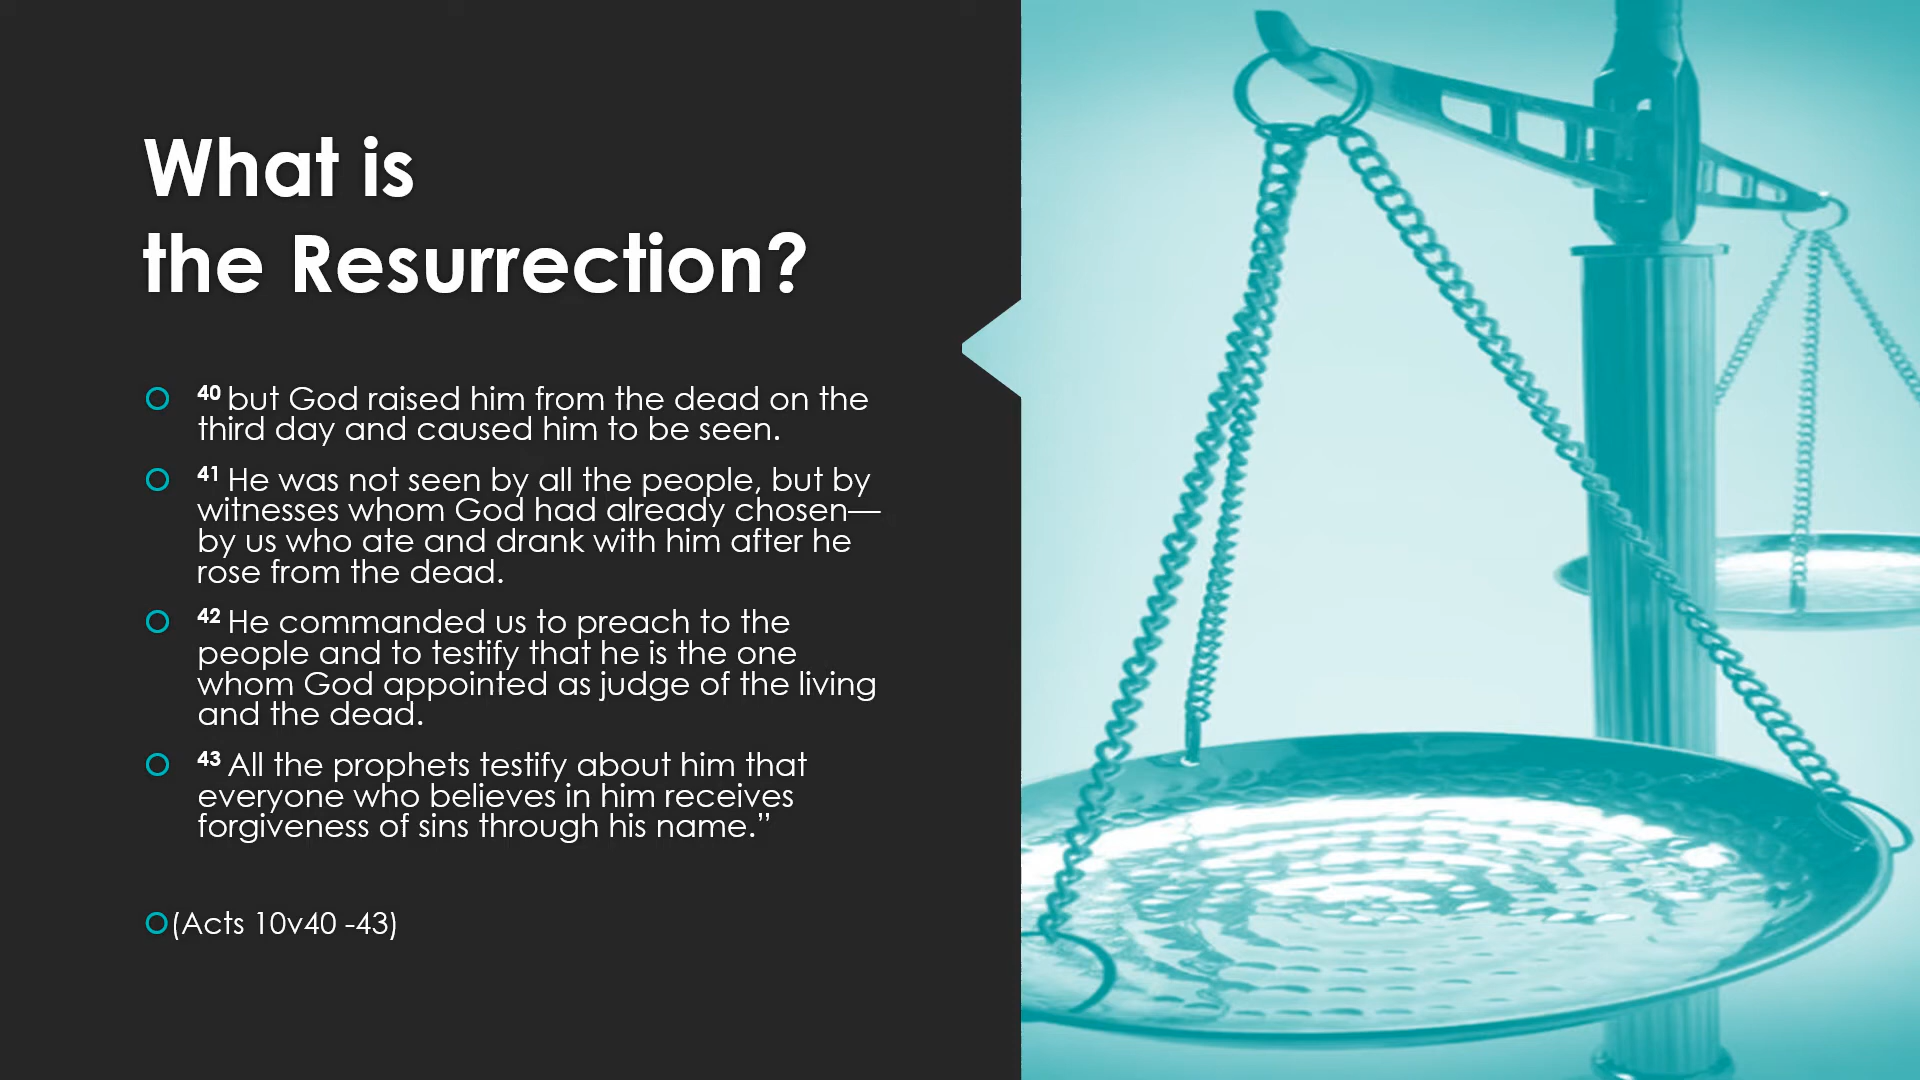 What is
the Resurrection?
40 but God raised him from the dead on the
third day and caused him to be seen.
41 He was not seen by all the people, but by
witnesses whom God had already chosen—
by us who ate and drank with him after he
rose from the dead.
42 He commanded us to preach to the
people and to testify that he is the one
whom God appointed as judge of the living
and the dead.
43 All the prophets testify about him that
everyone who believes in him receives
forgiveness of sins through his name.”
(Acts 10v40 -43)